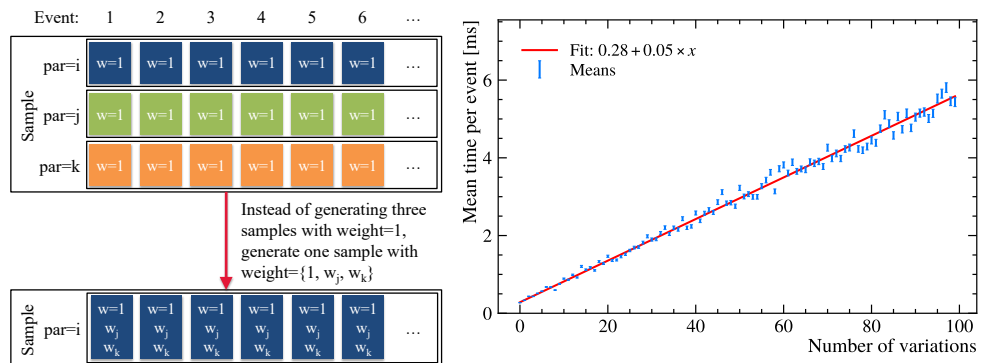 Event: 1 2 3 4 5 6 …
Sample
par=i w=1 w=1 w=1 w=1 w=1 w=1 …
par=j w=1 w=1 w=1 w=1 w=1 w=1 …
par=k w=1 w=1 w=1 w=1 w=1 w=1 …
Instead of generating three
samples with weight=1,
generate one sample with
weight={1, wⱼ, wₖ}
Sample
par=i
w=1 w=1 w=1 w=1 w=1 w=1
wⱼ wⱼ wⱼ wⱼ wⱼ wⱼ …
wₖ wₖ wₖ wₖ wₖ wₖ
Mean time per event [ms]
6
4
2
0
Fit: 0.28 + 0.05 × x
Means
0 20 40 60 80 100
Number of variations